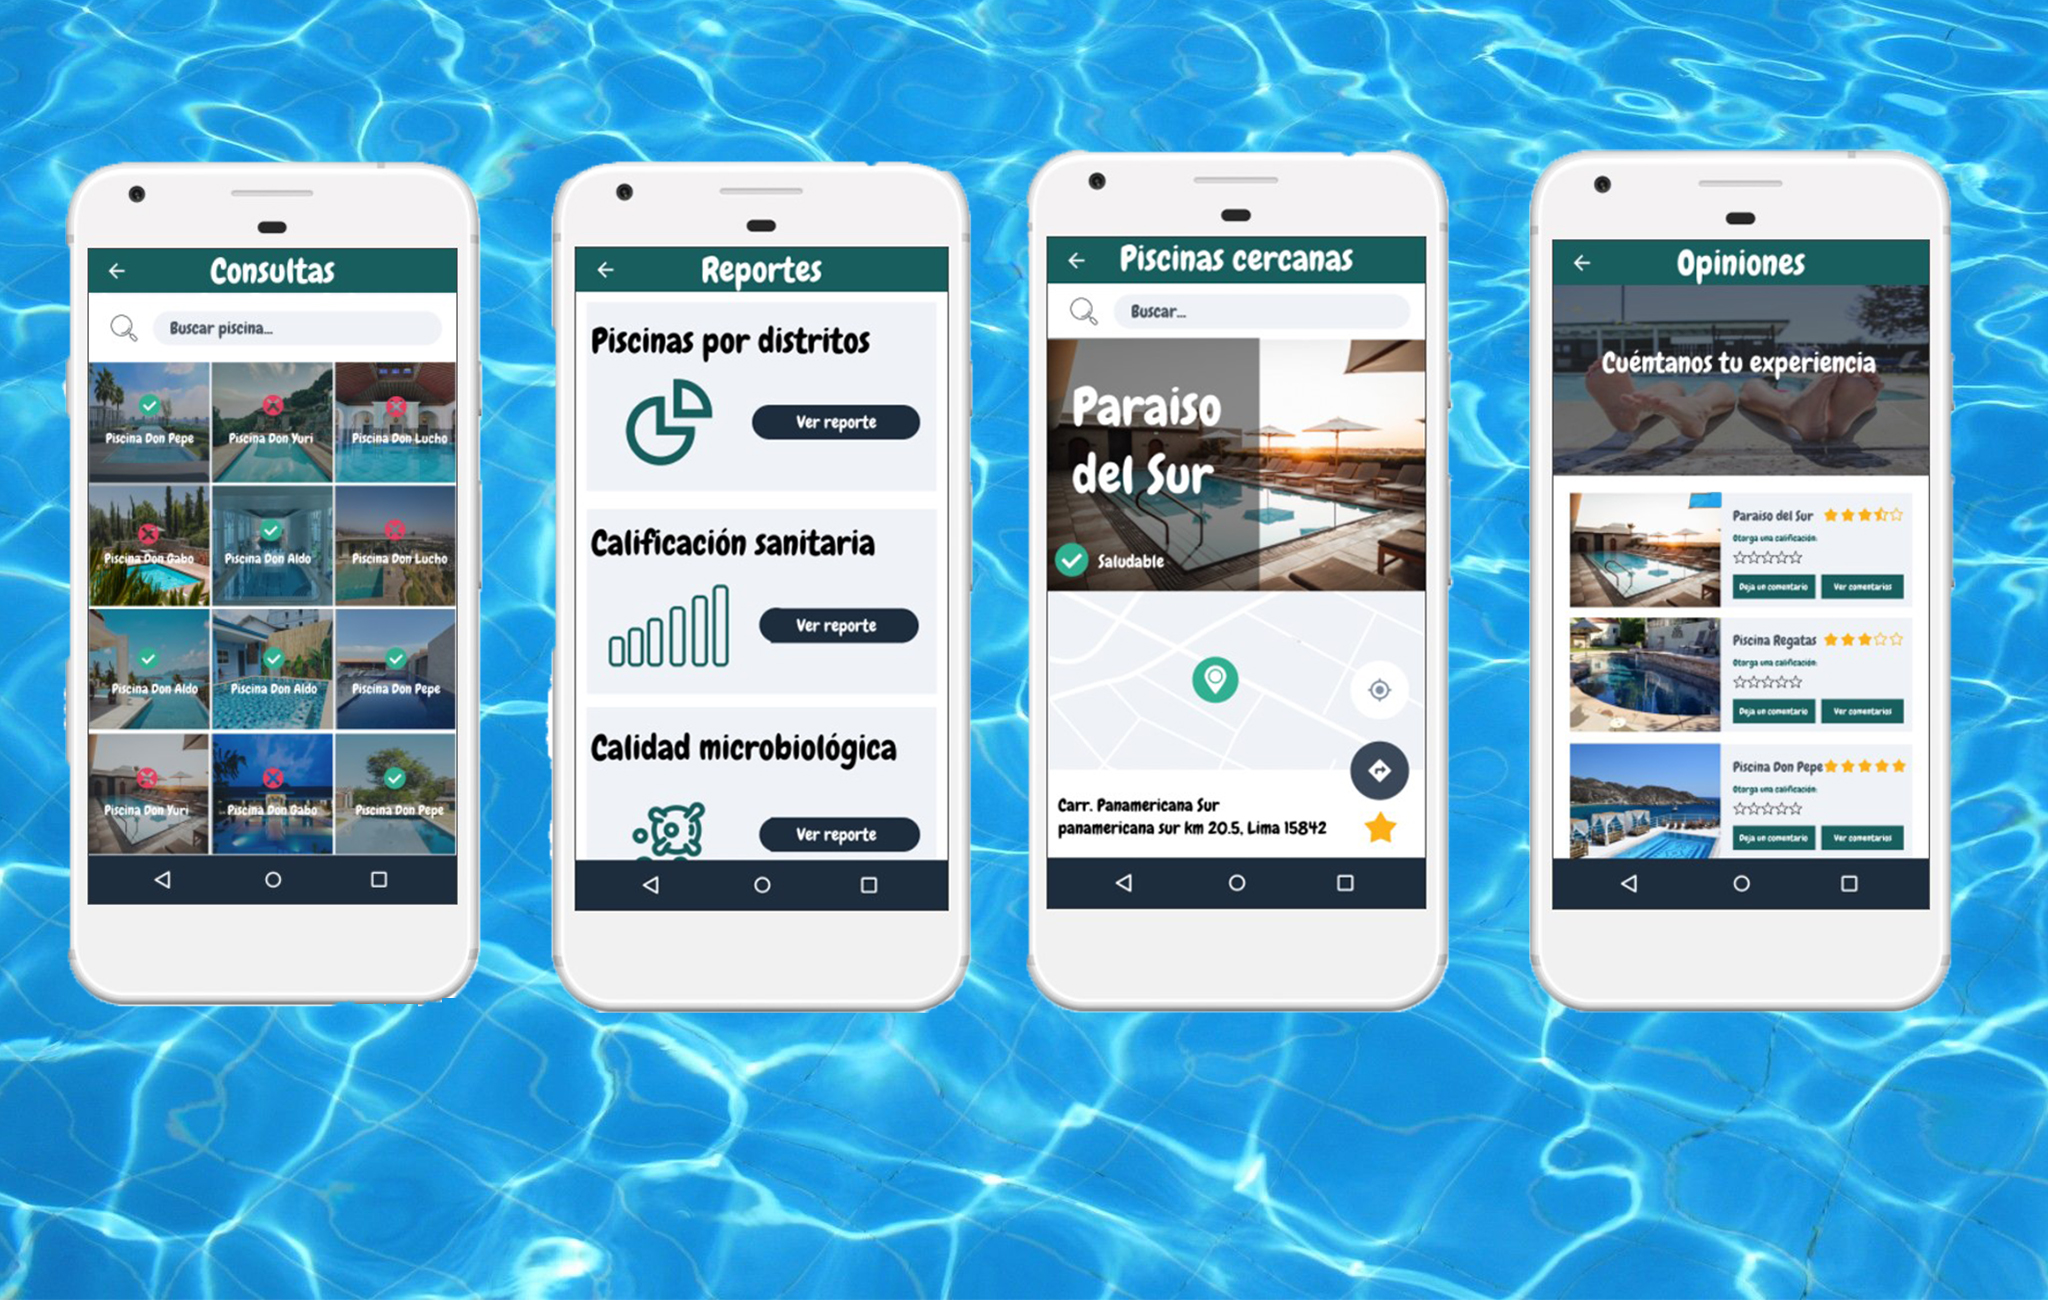 Consultas
Buscar piscina...
Piscina Don Pepe
Piscina Don Yuri
Piscina Don Lucho
Piscina Don Gabo
Piscina Don Aldo
Piscina Don Lucho
Piscina Don Aldo
Piscina Don Aldo
Piscina Don Pepe
Piscina Don Yuri
Piscina Don Gabo
Piscina Don Pepe
Reportes
Piscinas por distritos
Ver reporte
Calificación sanitaria
Ver reporte
Calidad microbiológica
Ver reporte
Piscinas cercanas
Buscar...
Paraiso
del Sur
Saludable
Carr. Panamericana Sur
panamericana sur km 20.5, Lima 15842
Opiniones
Cuéntanos tu experiencia
Paraiso del Sur
Otorga una calificación:
Deja un comentario
Ver comentarios
Piscina Regatas
Otorga una calificación:
Deja un comentario
Ver comentarios
Piscina Don Pepe
Otorga una calificación:
Deja un comentario
Ver comentarios